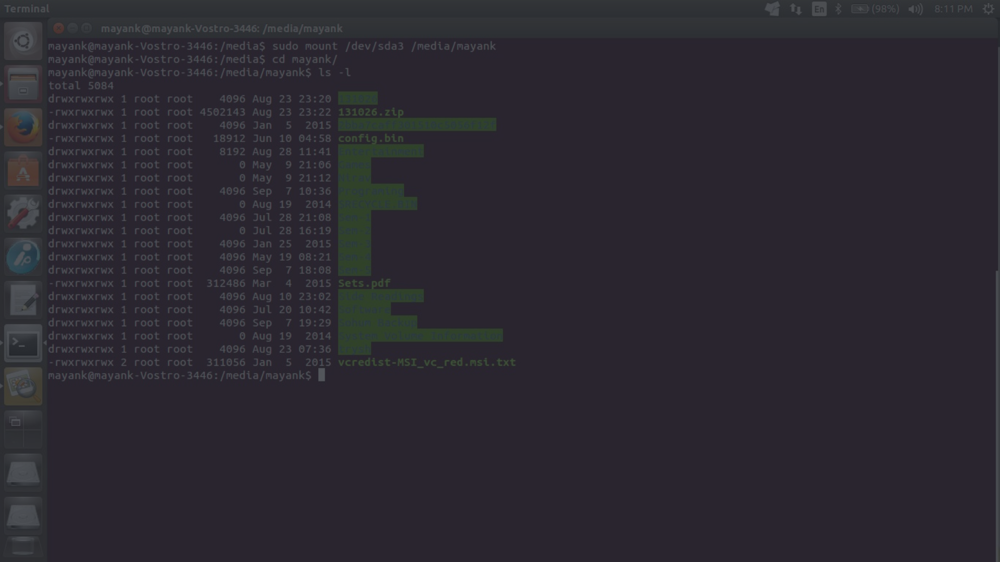 Terminal
En
(98%)
8:11 PM
mayank@mayank-Vostro-3446: /media/mayank
mayank@mayank-Vostro-3446:/media$ sudo mount /dev/sda3 /media/mayank
mayank@mayank-Vostro-3446:/media$ cd mayank/
mayank@mayank-Vostro-3446:/media/mayank$ ls -l
total 5084
drwxrwxrwx 1 root root    4096 Aug 23 23:20 131026
-rwxrwxrwx 1 root root 4502143 Aug 23 23:22 131026.zip
drwxrwxrwx 1 root root    4096 Jan  5  2015
-rwxrwxrwx 1 root root   18912 Jun 10 04:58 config.bin
drwxrwxrwx 1 root root    8192 Aug 28 11:41 Entertainment
drwxrwxrwx 1 root root       0 May  9 21:06 Games
drwxrwxrwx 1 root root       0 May  9 21:12 Nirav
drwxrwxrwx 1 root root    4096 Sep  7 10:36 Programing
drwxrwxrwx 1 root root       0 Aug 19  2014 $RECYCLE.BIN
drwxrwxrwx 1 root root    4096 Jul 28 21:08 Sem-1
drwxrwxrwx 1 root root       0 Jul 28 16:19 Sem-2
drwxrwxrwx 1 root root    4096 Jan 25  2015 Sem-3
drwxrwxrwx 1 root root    4096 May 19 08:21 Sem-4
drwxrwxrwx 1 root root    4096 Sep  7 18:08 Sem-5
-rwxrwxrwx 1 root root  312486 Mar  4  2015 Sets.pdf
drwxrwxrwx 1 root root    4096 Aug 10 23:02 Side Readings
drwxrwxrwx 1 root root    4096 Jul 20 10:42 Software
drwxrwxrwx 1 root root    4096 Sep  7 19:29 Sohum Backup
drwxrwxrwx 1 root root       0 Aug 19  2014 System Volume Information
drwxrwxrwx 1 root root    4096 Aug 23 07:36 trysh
-rwxrwxrwx 2 root root  311056 Jan  5  2015 vcredist-MSI_vc_red.msi.txt
mayank@mayank-Vostro-3446:/media/mayank$